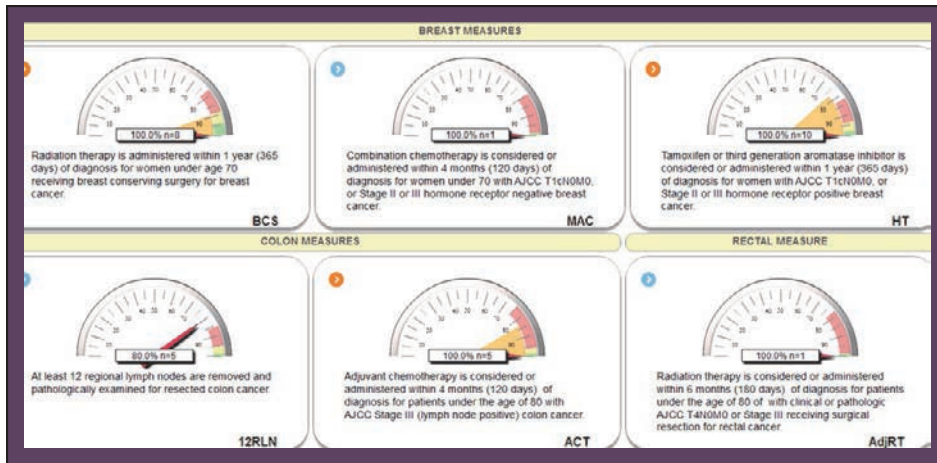 BREAST MEASURES
100.0% n=8
Radiation therapy is administered within 1 year (365
days) of diagnosis for women under age 70
receiving breast conserving surgery for breast
cancer.
BCS
100.0% n=1
Combination chemotherapy is considered or
administered within 4 months (120 days) of
diagnosis for women under 70 with AJCC T1cN0M0,
or Stage II or III hormone receptor negative breast
cancer.
MAC
100.0% n=10
Tamoxifen or third generation aromatase inhibitor is
considered or administered within 1 year (365 days)
of diagnosis for women with AJCC T1cN0M0, or
Stage II or III hormone receptor positive breast
cancer.
HT
COLON MEASURES
80.0% n=5
At least 12 regional lymph nodes are removed and
pathologically examined for resected colon cancer.
12RLN
100.0% n=5
Adjuvant chemotherapy is considered or
administered within 4 months (120 days) of
diagnosis for patients under the age of 80 with
AJCC Stage III (lymph node positive) colon cancer.
ACT
RECTAL MEASURE
100.0% n=1
Radiation therapy is considered or administered
within 6 months (180 days) of diagnosis for patients
under the age of 80 of with clinical or pathologic
AJCC T4N0M0 or Stage III receiving surgical
resection for rectal cancer.
AdjRT